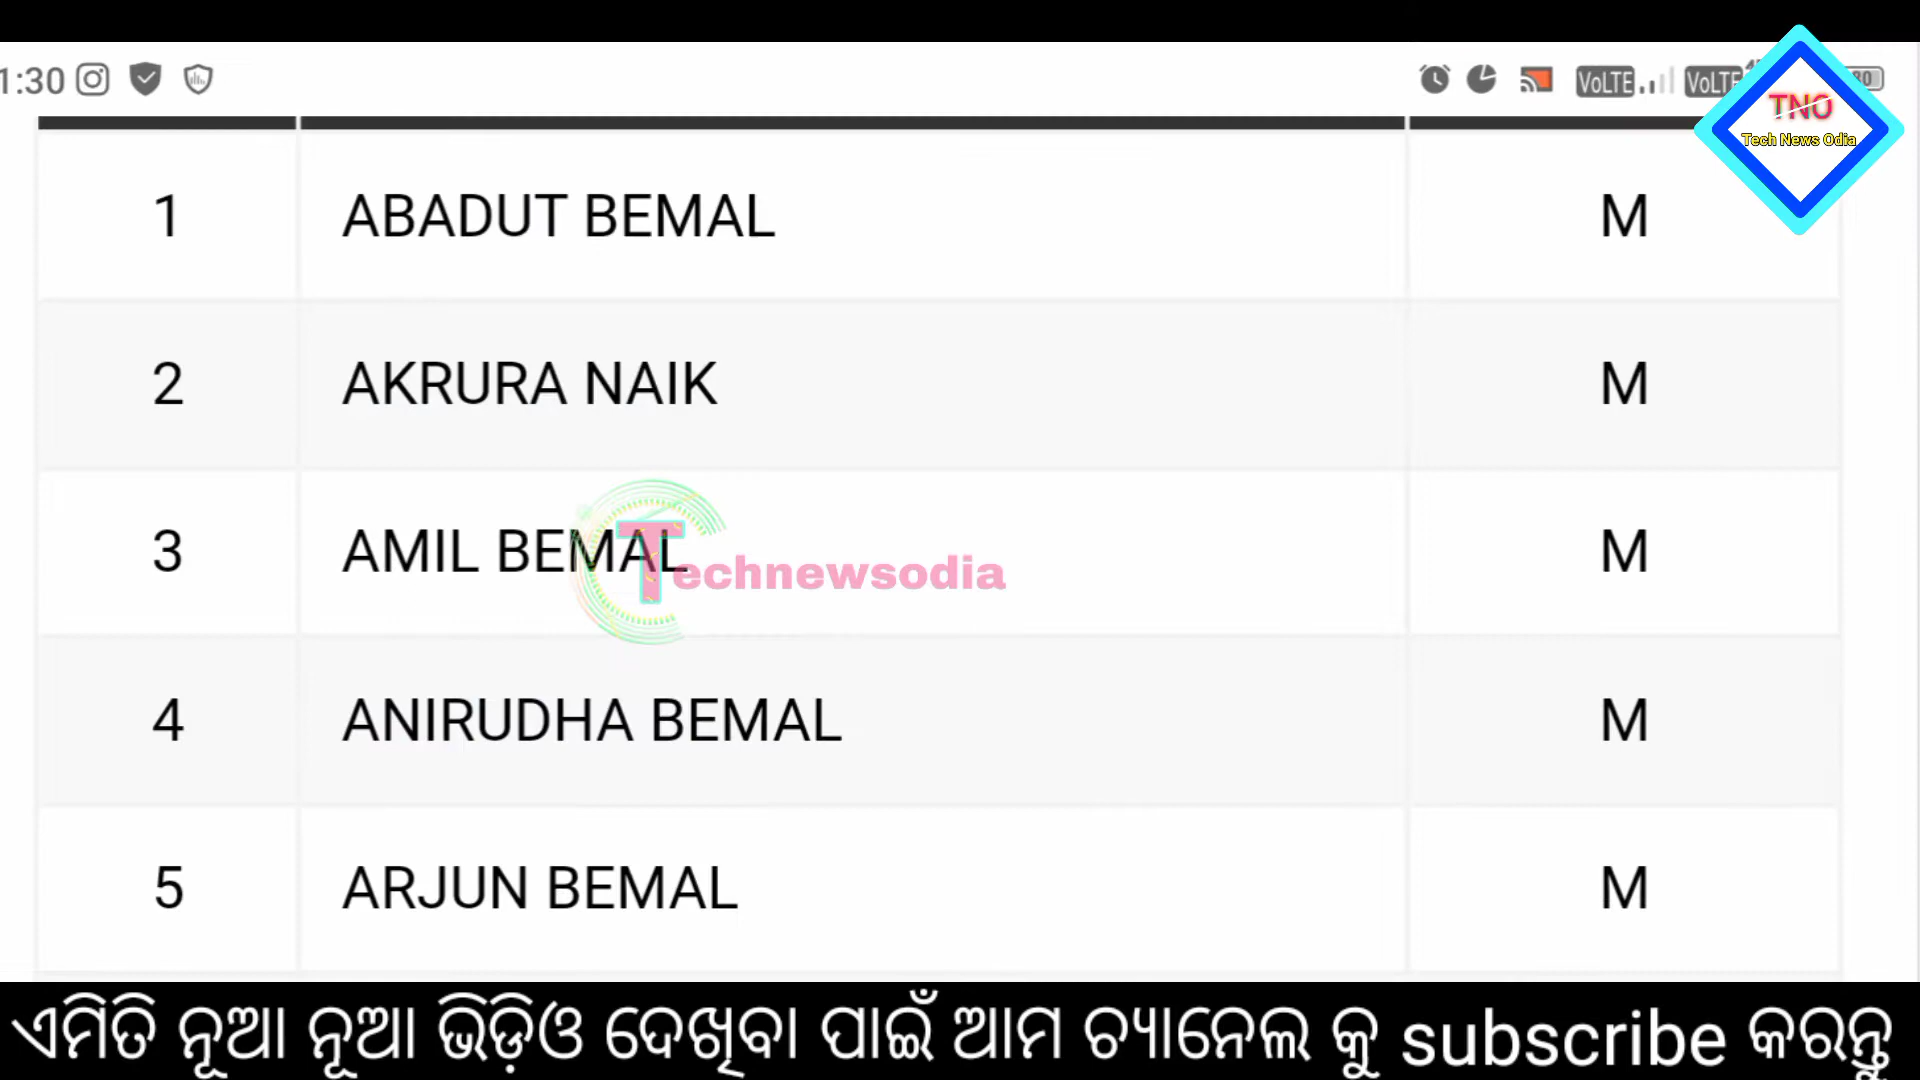 1:30 VoLTE VoLTE
TNO
Tech News Odia
1 ABADUT BEMAL M
2 AKRURA NAIK M
3 AMIL BEMAL M
Technewsodia
4 ANIRUDHA BEMAL M
5 ARJUN BEMAL M
ଏମିତି ନୂଆ ନୂଆ ଭିଡ଼ିଓ ଦେଖିବା ପାଇଁ ଆମ ଚ୍ୟାନେଲ କୁ subscribe କରନ୍ତୁ